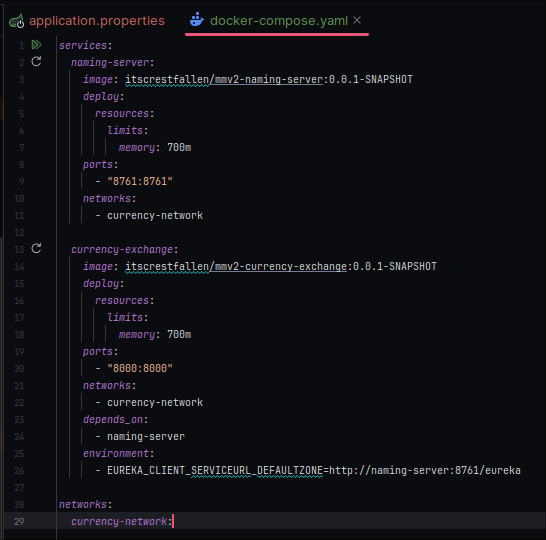 application.properties
docker-compose.yaml
1 services:
2 naming-server:
3 image: itscrestfallen/mmv2-naming-server:0.0.1-SNAPSHOT
4 deploy:
5 resources:
6 limits:
7 memory: 700m
8 ports:
9 - "8761:8761"
10 networks:
11 - currency-network
12
13 currency-exchange:
14 image: itscrestfallen/mmv2-currency-exchange:0.0.1-SNAPSHOT
15 deploy:
16 resources:
17 limits:
18 memory: 700m
19 ports:
20 - "8000:8000"
21 networks:
22 - currency-network
23 depends_on:
24 - naming-server
25 environment:
26 - EUREKA_CLIENT_SERVICEURL_DEFAULTZONE=http://naming-server:8761/eureka
27
28 networks:
29 currency-network: